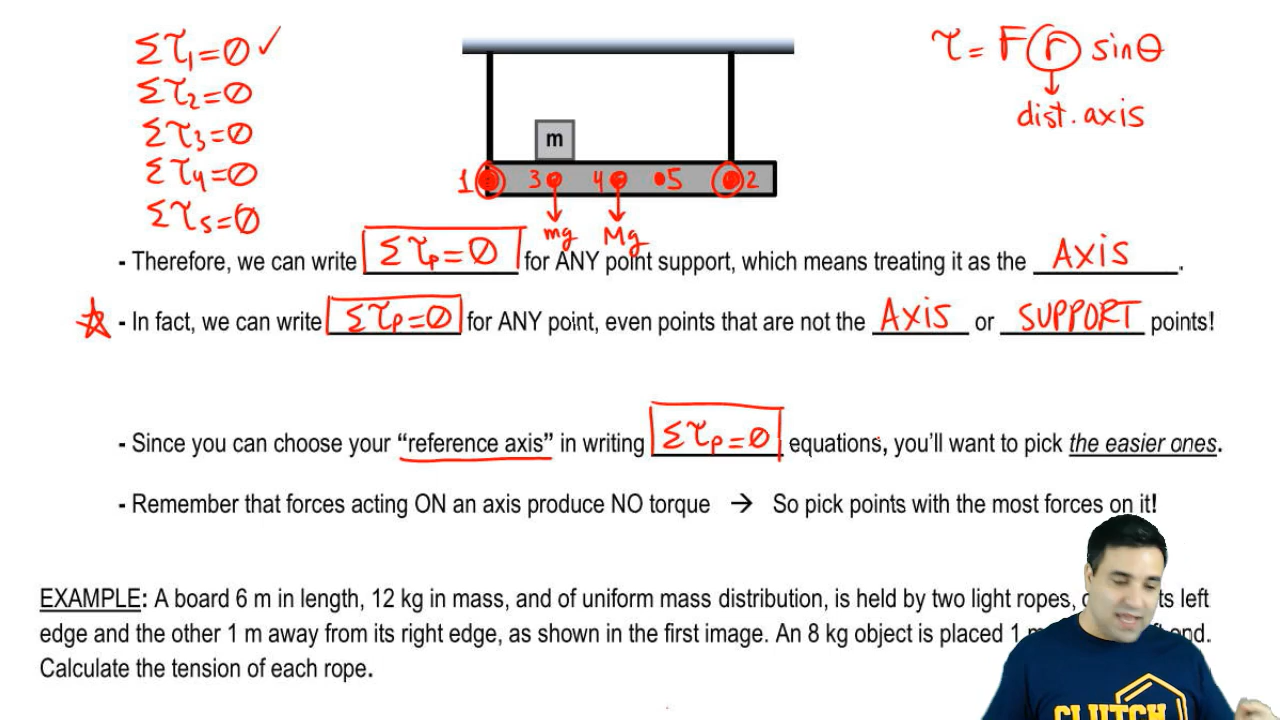 Στ₁=0 ✓
Στ₂=0
Στ₃=0
Στ₄=0
Στ₅=0
τ = F r sinθ
dist. axis
m
1 3 4 5 2
mg Mg
- Therefore, we can write Στₚ=0 for ANY point support, which means treating it as the AXIS.
- In fact, we can write Στₚ=0 for ANY point, even points that are not the AXIS or SUPPORT points!
- Since you can choose your “reference axis” in writing Στₚ=0 equations, you’ll want to pick the easier ones.
- Remember that forces acting ON an axis produce NO torque → So pick points with the most forces on it!
EXAMPLE: A board 6 m in length, 12 kg in mass, and of uniform mass distribution, is held by two light ropes, left
edge and the other 1 m away from its right edge, as shown in the first image. An 8 kg object is placed 1 end.
Calculate the tension of each rope.
CLUTCH